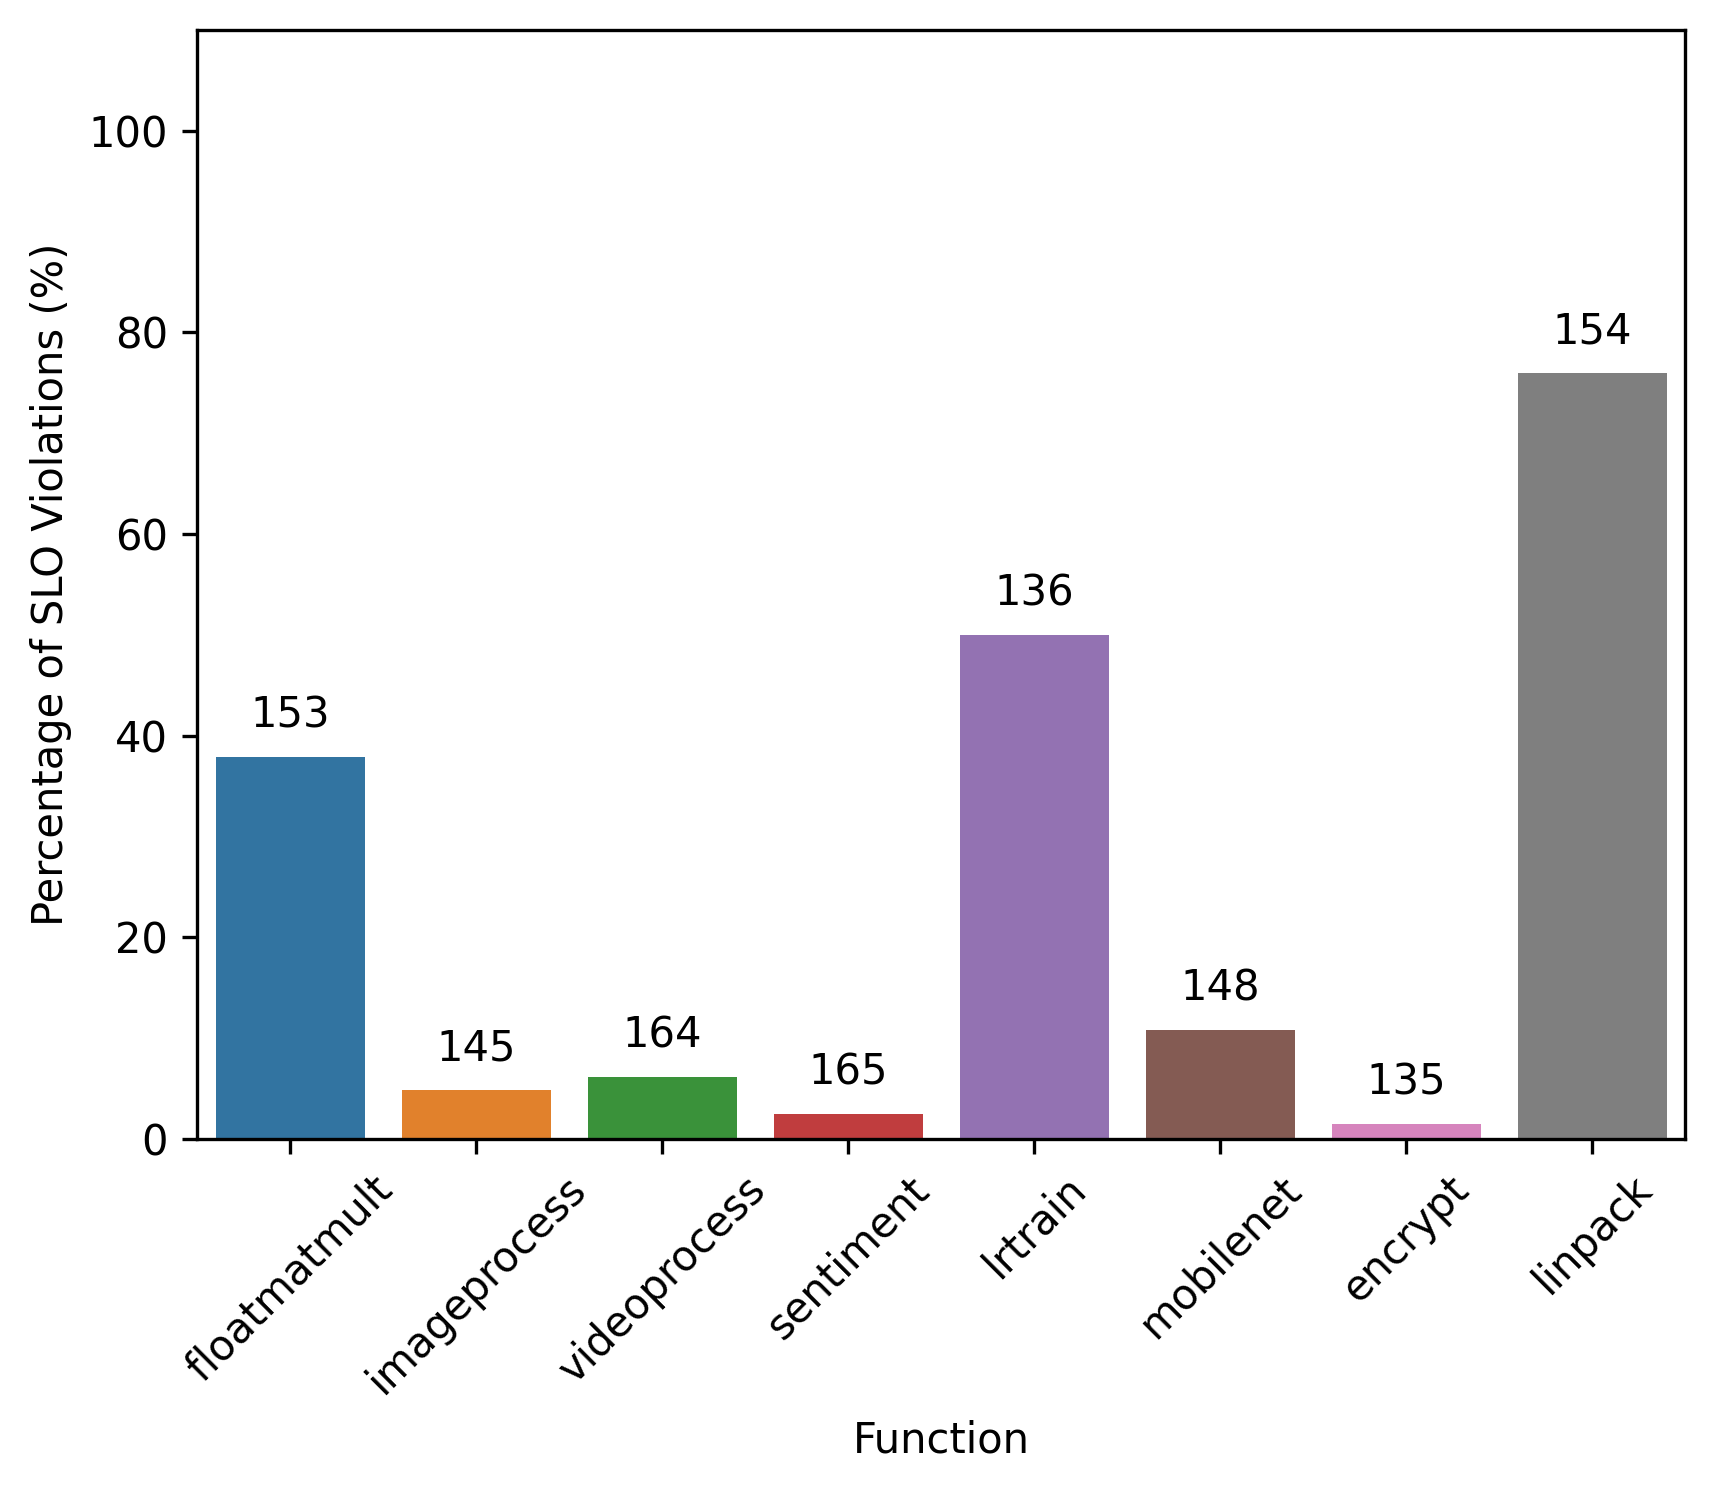 Percentage of SLO Violations (%)
100
80
60
40
20
0
153
145
164
165
136
148
135
154
floatmatmult
imageprocess
videoprocess
sentiment
lrtrain
mobilenet
encrypt
linpack
Function